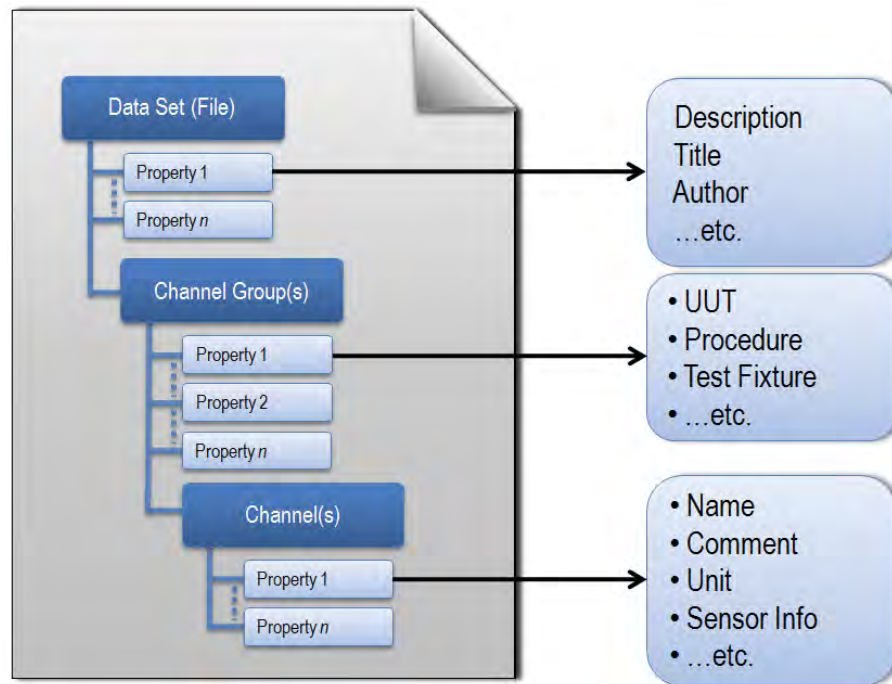 Data Set (File)
Property 1
Property n
Channel Group(s)
Property 1
Property 2
Property n
Channel(s)
Property 1
Property n
Description
Title
Author
...etc.
• UUT
• Procedure
• Test Fixture
• ...etc.
• Name
• Comment
• Unit
• Sensor Info
• ...etc.